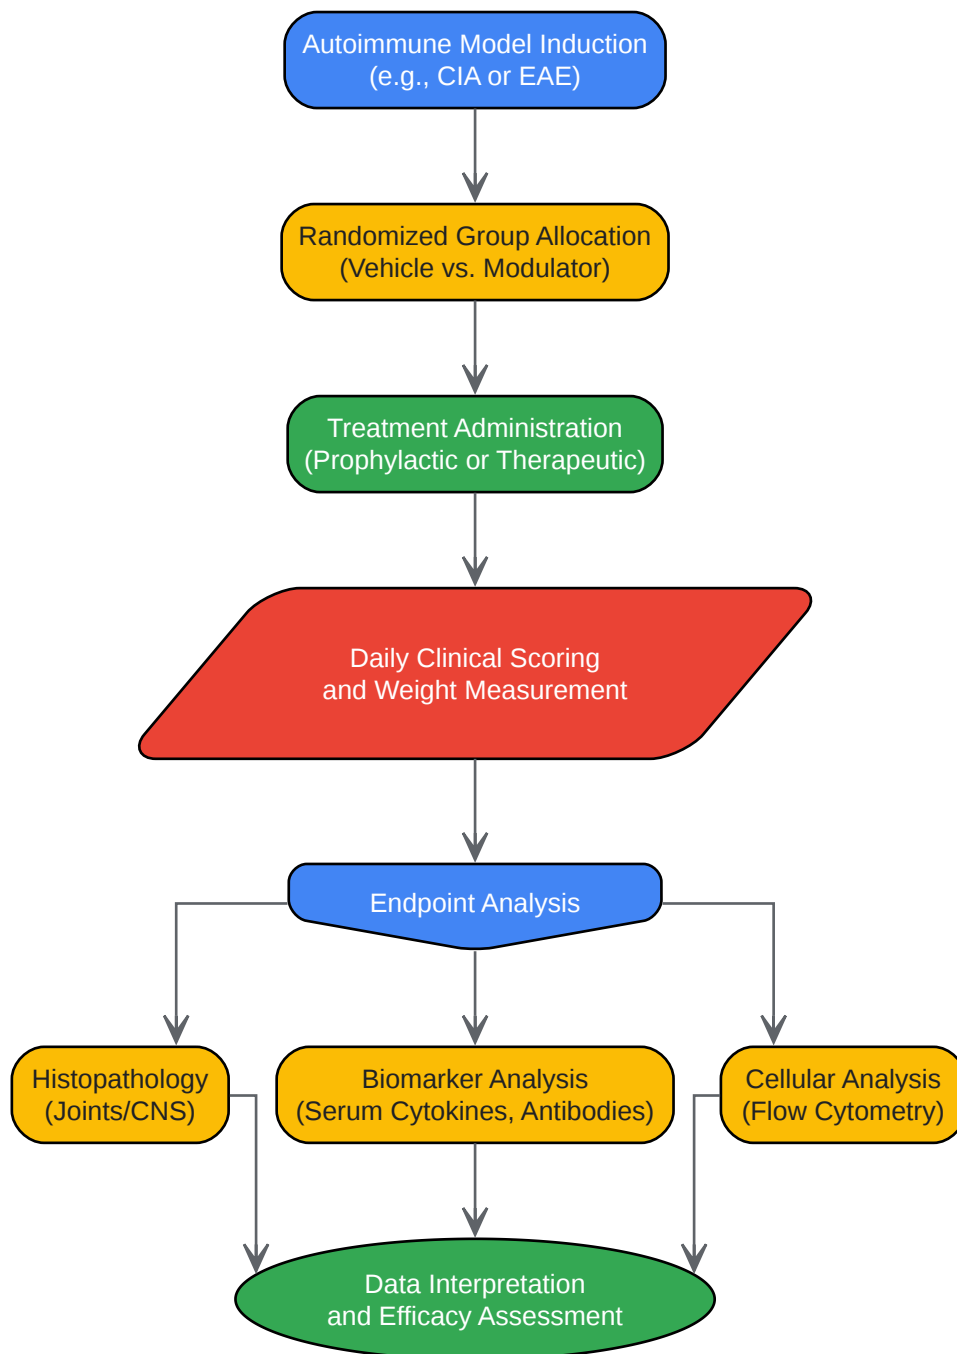 Autoimmune Model Induction
(e.g., CIA or EAE)
Randomized Group Allocation
(Vehicle vs. Modulator)
Treatment Administration
(Prophylactic or Therapeutic)
Daily Clinical Scoring
and Weight Measurement
Endpoint Analysis
Histopathology
(Joints/CNS)
Biomarker Analysis
(Serum Cytokines, Antibodies)
Cellular Analysis
(Flow Cytometry)
Data Interpretation
and Efficacy Assessment